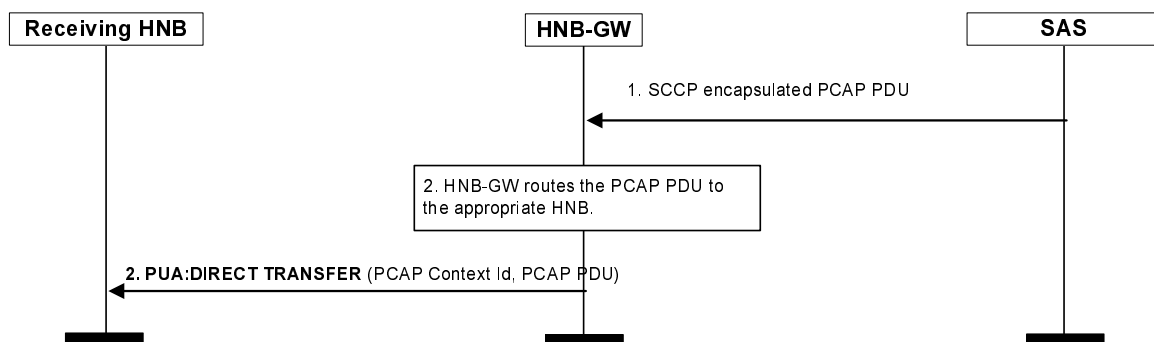 Receiving HNB
HNB-GW
SAS
1. SCCP encapsulated PCAP PDU
2. HNB-GW routes the PCAP PDU to
the appropriate HNB.
2. PUA:DIRECT TRANSFER (PCAP Context Id, PCAP PDU)